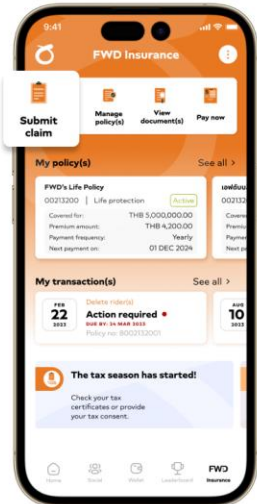 9:41
FWD Insurance
Submit claim
Manage policy(s)
View document(s)
Pay now
My policy(s)
See all >
FWD's Life Policy
00213200 | Life protection
Active
Covered for: THB 5,000,000.00
Premium amount: THB 4,200.00
Payment frequency: Yearly
Next payment on: 01 DEC 2024
My transaction(s)
See all >
FEB
22
2023
Delete rider(s)
Action required
DUE BY: 24 MAR 2023
Policy no: 8002132001
AUG
10
2023
The tax season has started!
Check your tax
certificates or provide
your tax consent.
Home
Social
Wallet
Leaderboard
FWD
Insurance